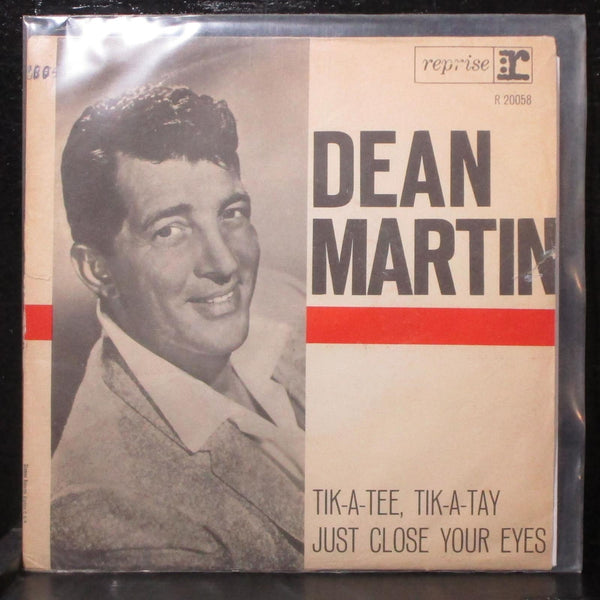 reprise r
R 20058
DEAN
MARTIN
TIK-A-TEE, TIK-A-TAY
JUST CLOSE YOUR EYES